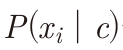 P(x_i | c)